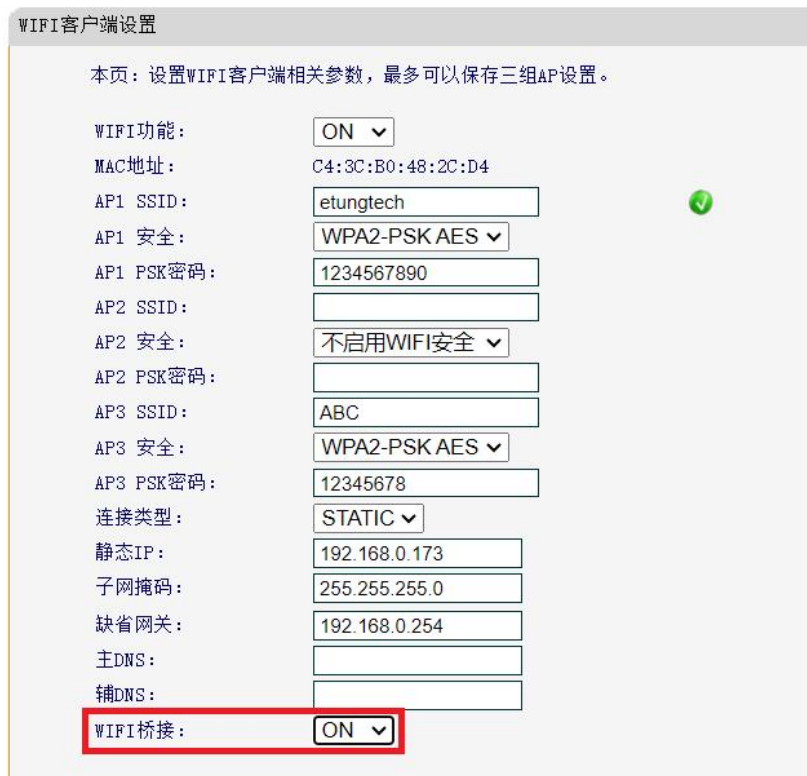 WIFI客户端设置
本页：设置WIFI客户端相关参数，最多可以保存三组AP设置。
WIFI功能： ON
MAC地址： C4:3C:B0:48:2C:D4
AP1 SSID: etungtech
AP1 安全： WPA2-PSK AES
AP1 PSK密码： 1234567890
AP2 SSID:
AP2 安全： 不启用WIFI安全
AP2 PSK密码：
AP3 SSID: ABC
AP3 安全： WPA2-PSK AES
AP3 PSK密码： 12345678
连接类型： STATIC
静态IP： 192.168.0.173
子网掩码： 255.255.255.0
缺省网关： 192.168.0.254
主DNS：
辅DNS：
WIFI桥接： ON